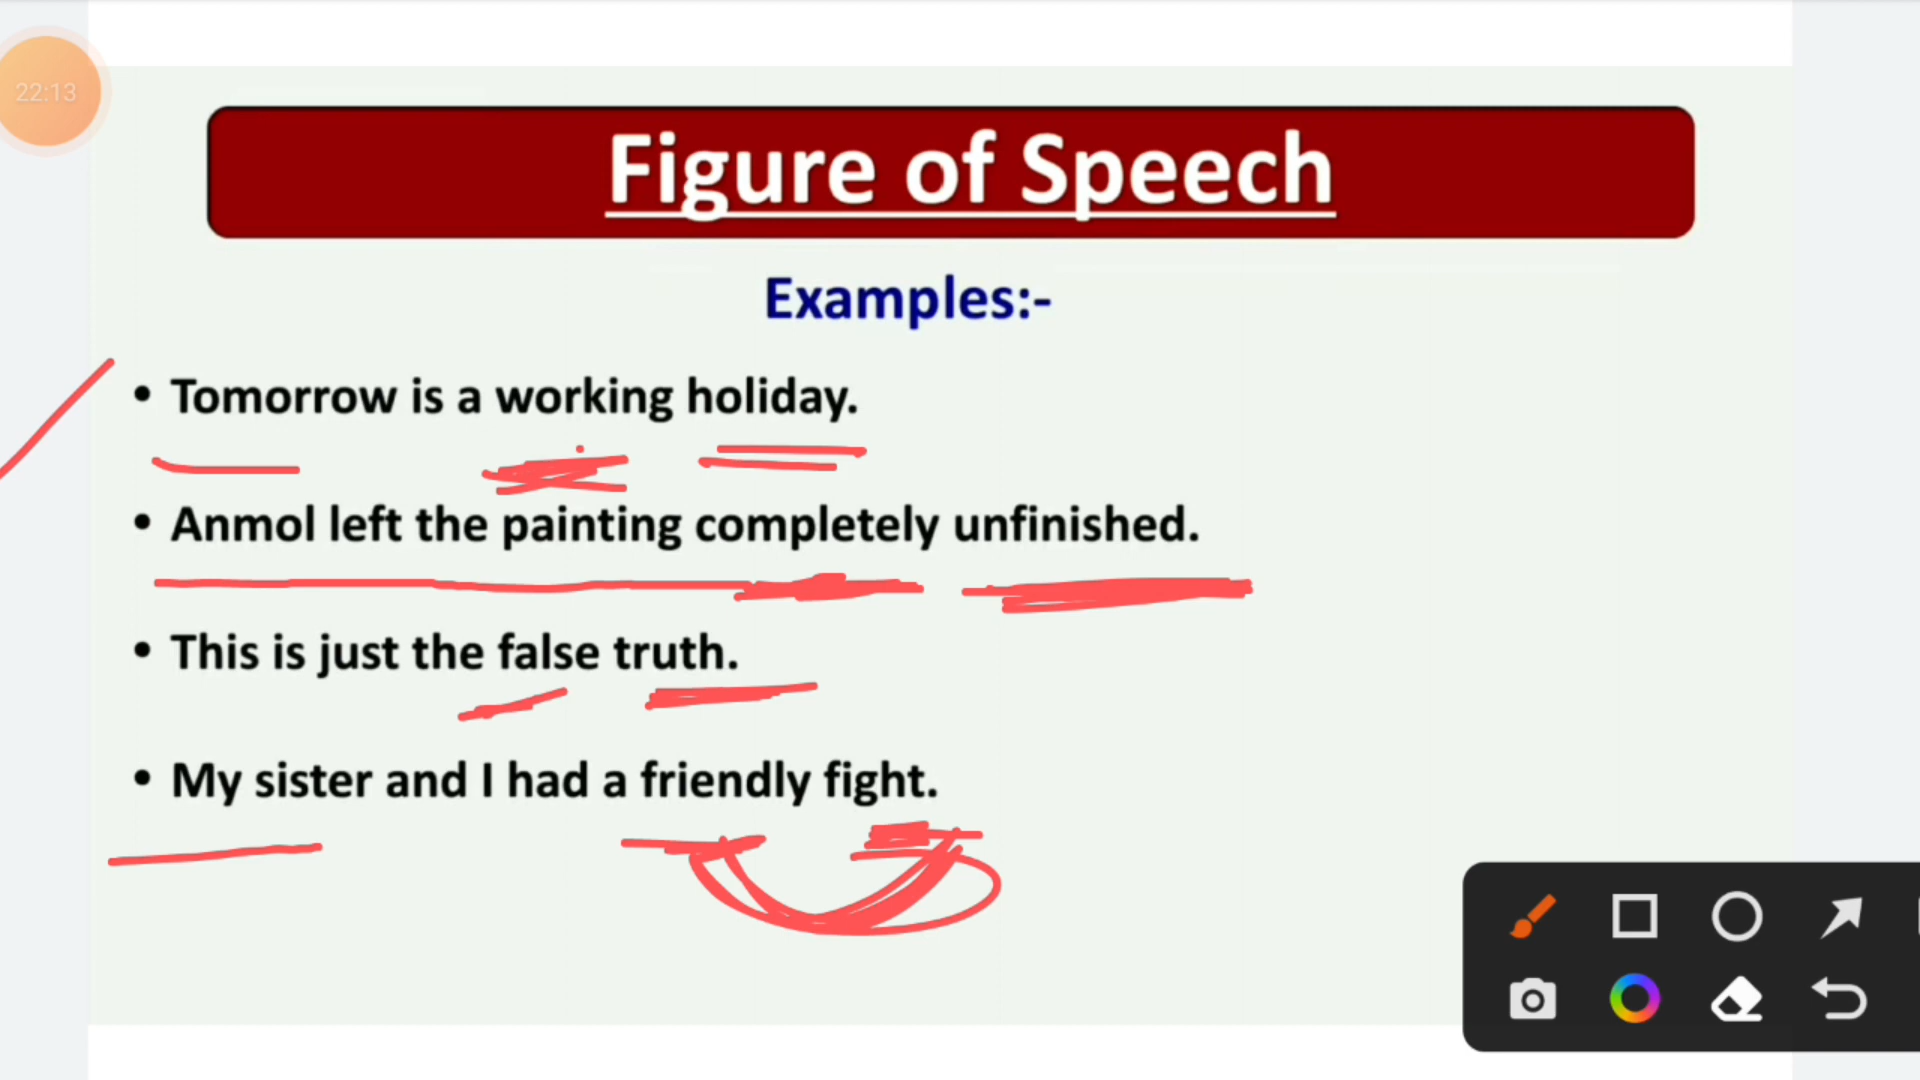 22:13
Figure of Speech
Examples:-
• Tomorrow is a working holiday.
• Anmol left the painting completely unfinished.
• This is just the false truth.
• My sister and I had a friendly fight.